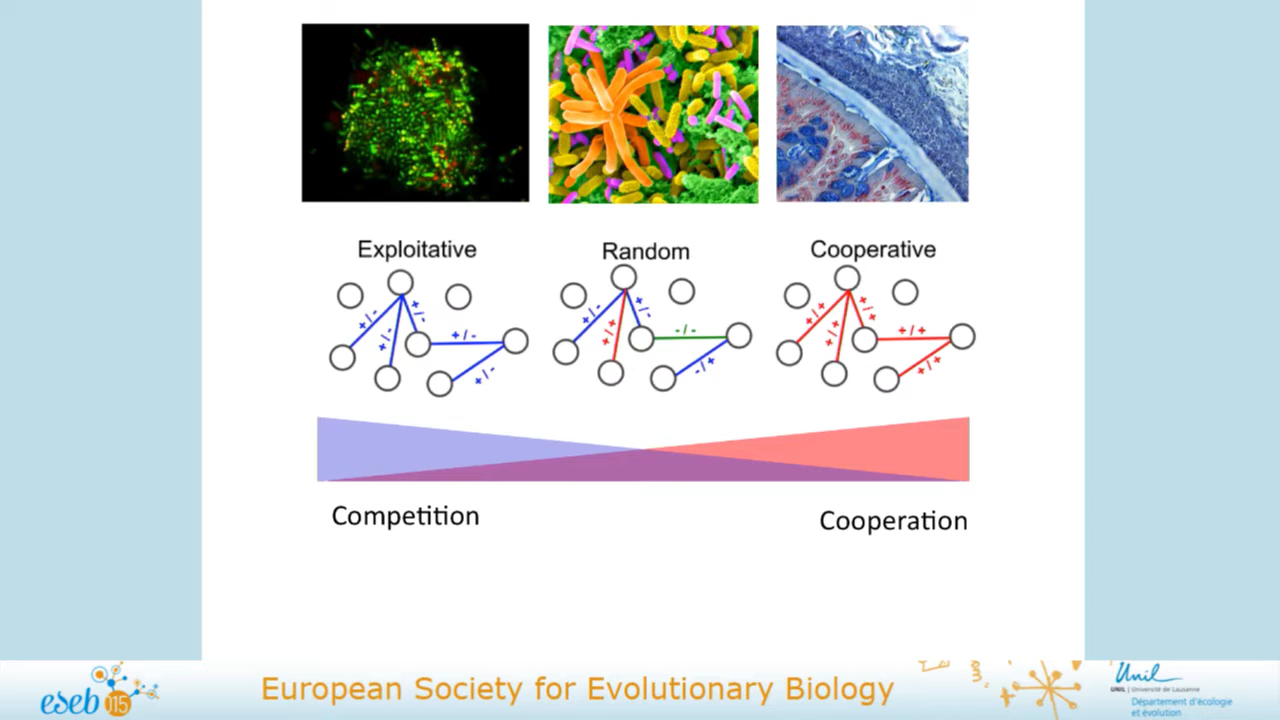 Exploitative
Random
Cooperative
+/-
+/-
+/-
+/-
+/-
+/-
+/+
+/-
-/-
-/+
+/+
+/+
+/+
+/+
+/+
Competition
Cooperation
eseb 15
European Society for Evolutionary Biology
Unil
UNIL | Université de Lausanne
Département d'écologie
et évolution